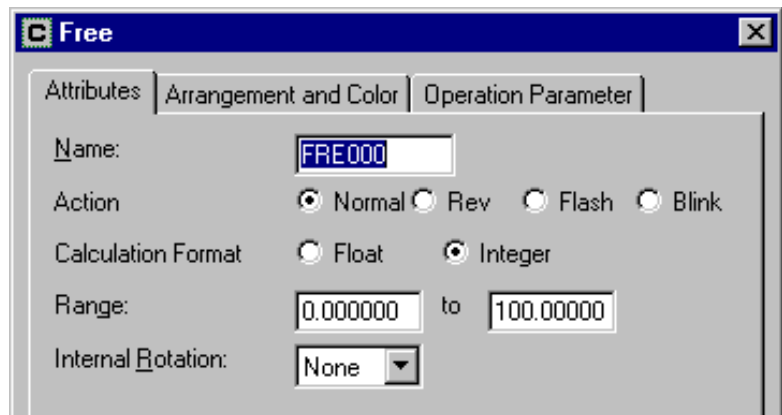 C Free
Attributes Arrangement and Color Operation Parameter
Name: FRE000
Action Normal Rev Flash Blink
Calculation Format Float Integer
Range: 0.000000 to 100.00000
Internal Rotation: None